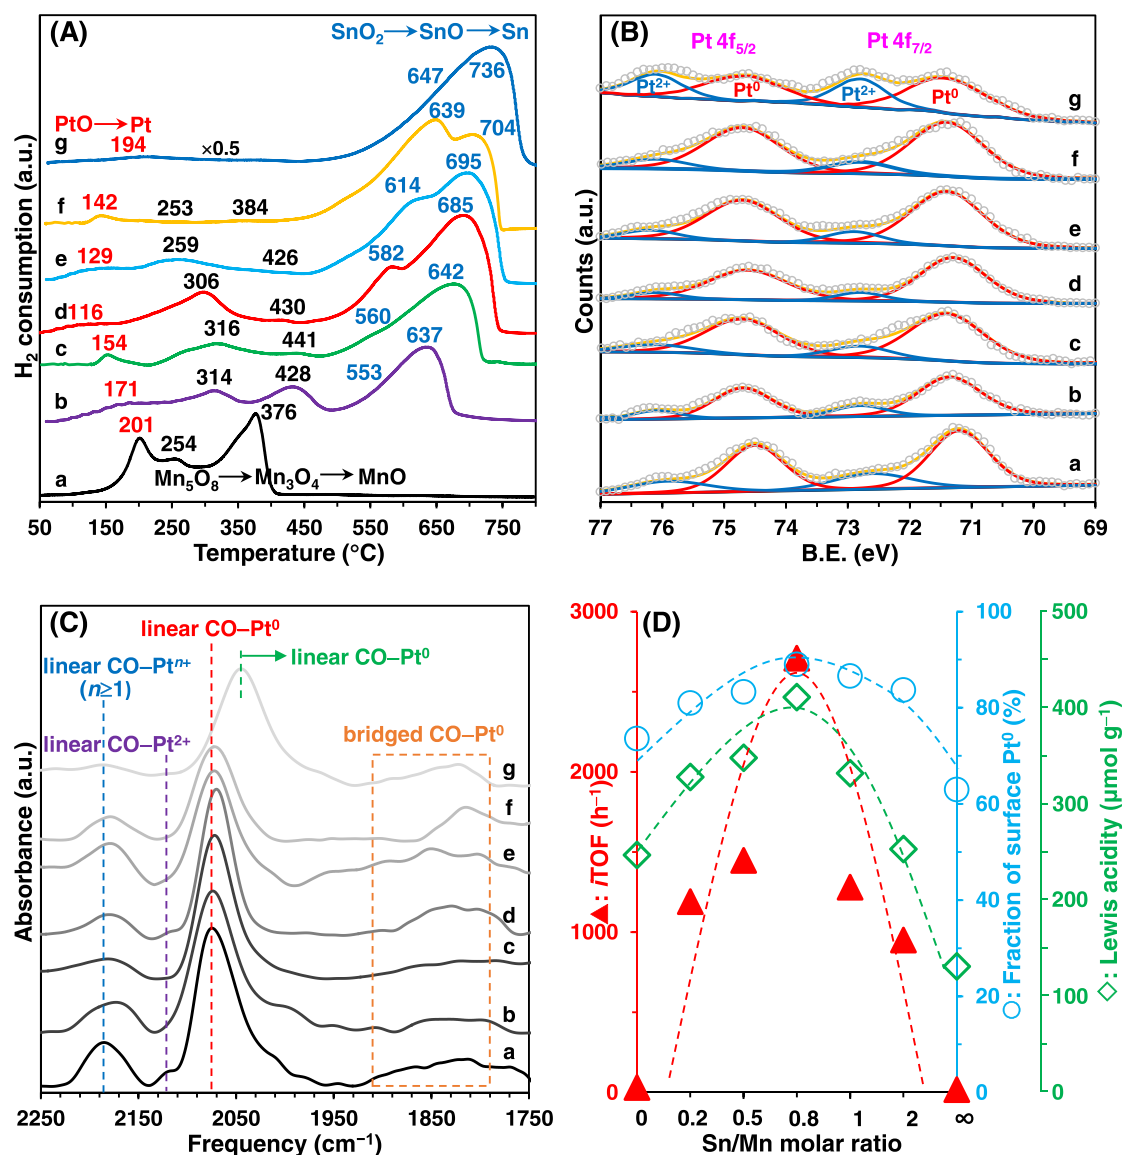 (A)
SnO₂→SnO→Sn
647
736
639
704
PtO→Pt
194
×0.5
g
142
253
384
f
695
614
685
129
259
426
e
582
306
642
d
116
430
560
316
637
154
441
c
553
171
314
428
b
376
201
254
a
Mn₅O₈→Mn₃O₄→MnO
50 150 250 350 450 550 650 750
Temperature (°C)
H₂ consumption (a.u.)
(B)
Pt 4f₅/₂
Pt 4f₇/₂
Pt²⁺
Pt⁰
Pt²⁺
Pt⁰
g
f
e
d
c
b
a
77 76 75 74 73 72 71 70 69
B.E. (eV)
Counts (a.u.)
(C)
linear CO–Pt⁰
linear CO–Ptⁿ⁺
(n≥1)
linear CO–Pt⁰
linear CO–Pt²⁺
bridged CO–Pt⁰
g
f
e
d
c
b
a
2250 2150 2050 1950 1850 1750
Frequency (cm⁻¹)
Absorbance (a.u.)
(D)
3000
2000
1000
0
▲: iTOF (h⁻¹)
100
80
60
40
20
0
○: Fraction of surface Pt⁰ (%)
500
400
300
200
100
0
◇: Lewis acidity (μmol g⁻¹)
0 0.2 0.5 0.8 1 2 ∞
Sn/Mn molar ratio